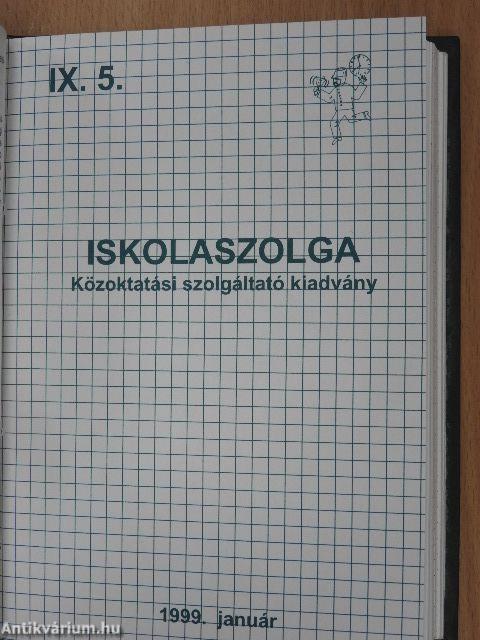 IX. 5.
ISKOLASZOLGA
Közoktatási szolgáltató kiadvány
1999. január
Antikvárium.hu